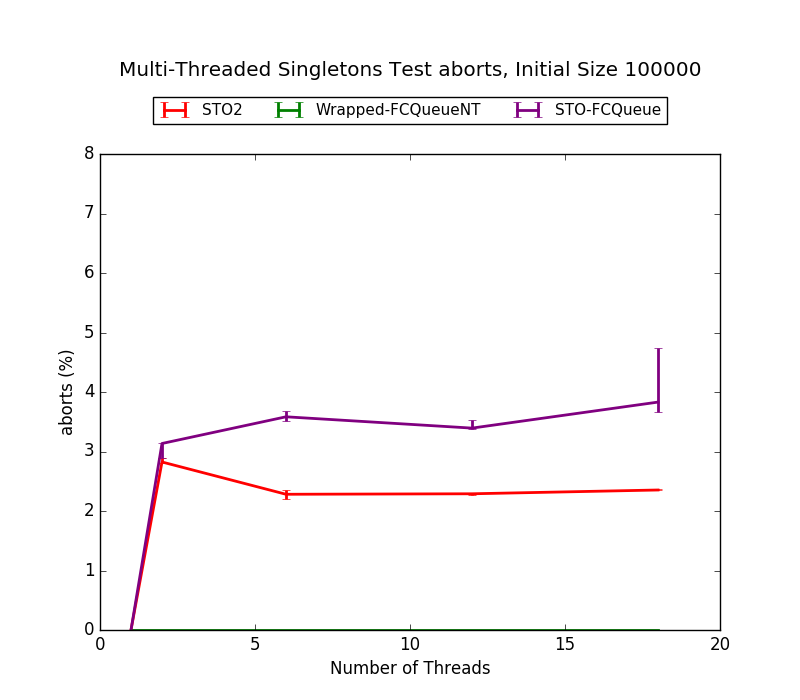 Multi-Threaded Singletons Test aborts, Initial Size 100000
STO2 Wrapped-FCQueueNT STO-FCQueue
8
7
6
5
4
3
2
1
0
aborts (%)
0 5 10 15 20
Number of Threads